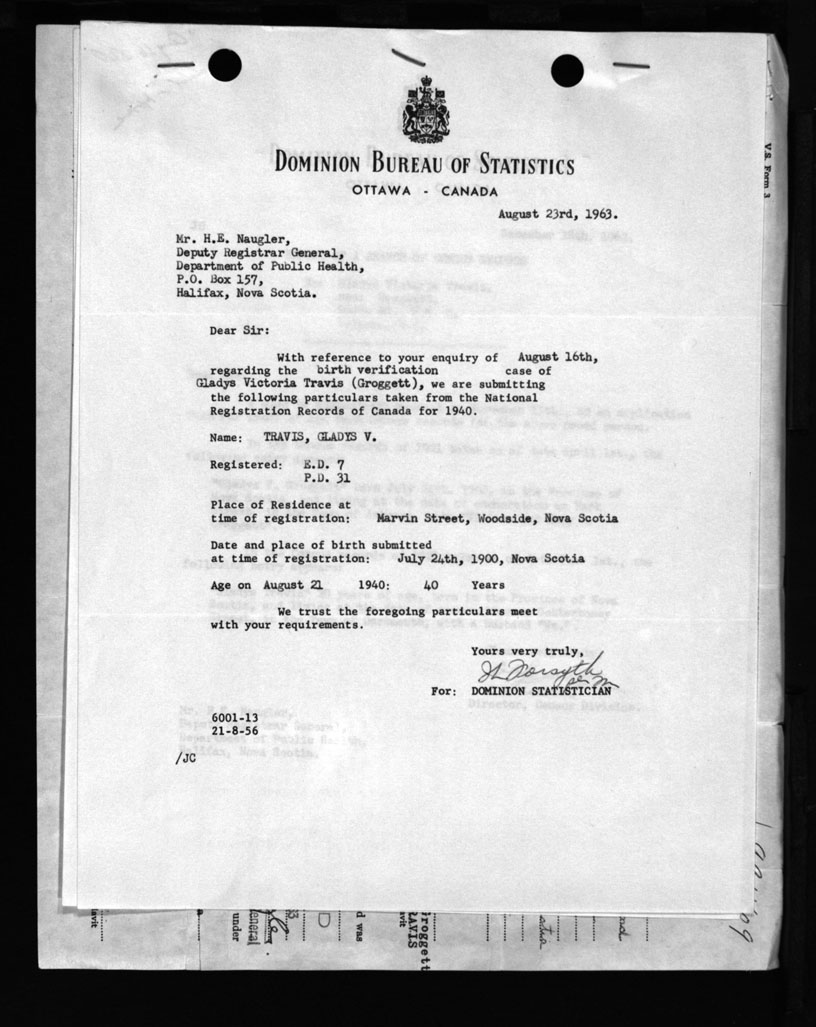 DOMINION BUREAU OF STATISTICS
OTTAWA - CANADA
August 23rd, 1963.
Mr. H.E. Naugler,
Deputy Registrar General,
Department of Public Health,
P.O. Box 157,
Halifax, Nova Scotia.
Dear Sir:
With reference to your enquiry of August 16th,
regarding the birth verification case of
Gladys Victoria Travis (Groggett), we are submitting
the following particulars taken from the National
Registration Records of Canada for 1940.
Name: TRAVIS, GLADYS V.
Registered: E.D. 7
P.D. 31
Place of Residence at
time of registration: Marvin Street, Woodside, Nova Scotia
Date and place of birth submitted
at time of registration: July 24th, 1900, Nova Scotia
Age on August 21 1940: 40 Years
We trust the foregoing particulars meet
with your requirements.
Yours very truly,
For: DOMINION STATISTICIAN
6001-13
21-8-56
/JC
V.S. Form 3
under
General
d was
Groggett